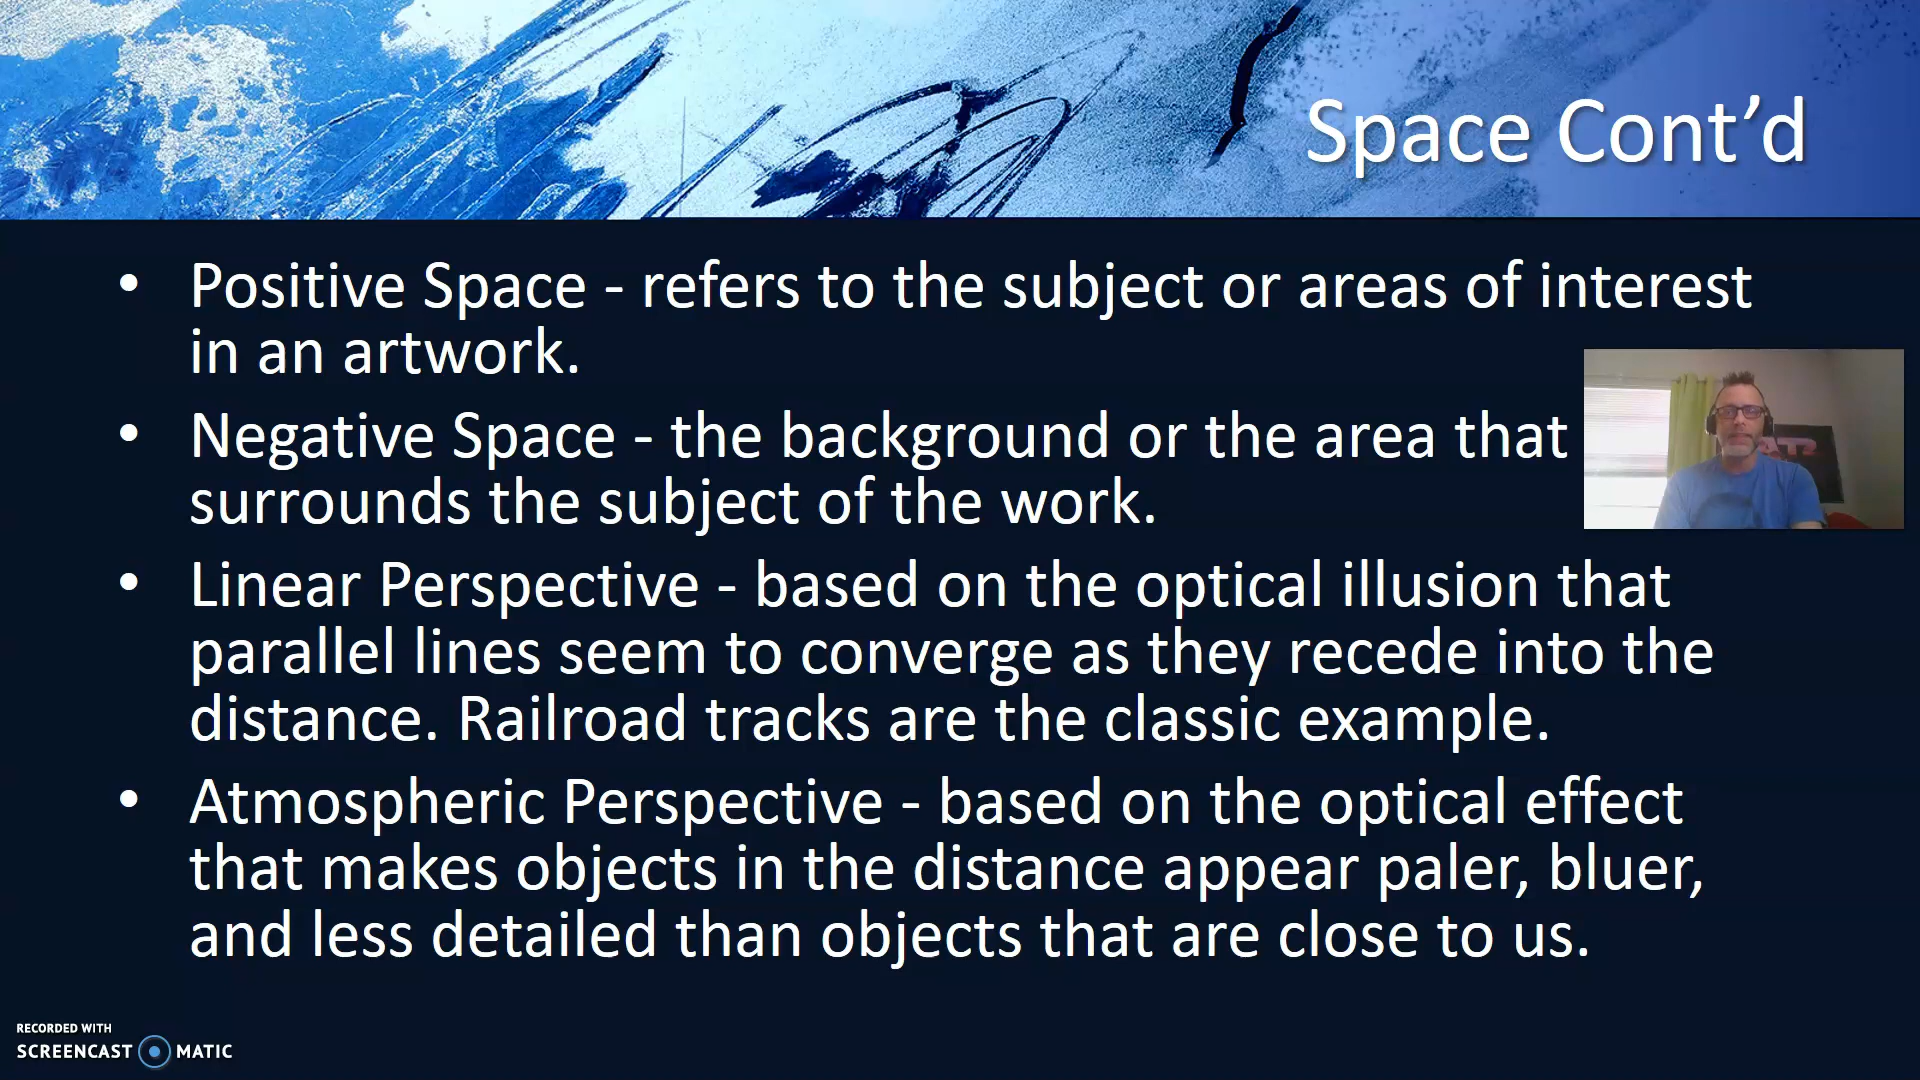 Space Cont’d
• Positive Space - refers to the subject or areas of interest
in an artwork.
• Negative Space - the background or the area that
surrounds the subject of the work.
• Linear Perspective - based on the optical illusion that
parallel lines seem to converge as they recede into the
distance. Railroad tracks are the classic example.
• Atmospheric Perspective - based on the optical effect
that makes objects in the distance appear paler, bluer,
and less detailed than objects that are close to us.
RECORDED WITH
SCREENCAST MATIC